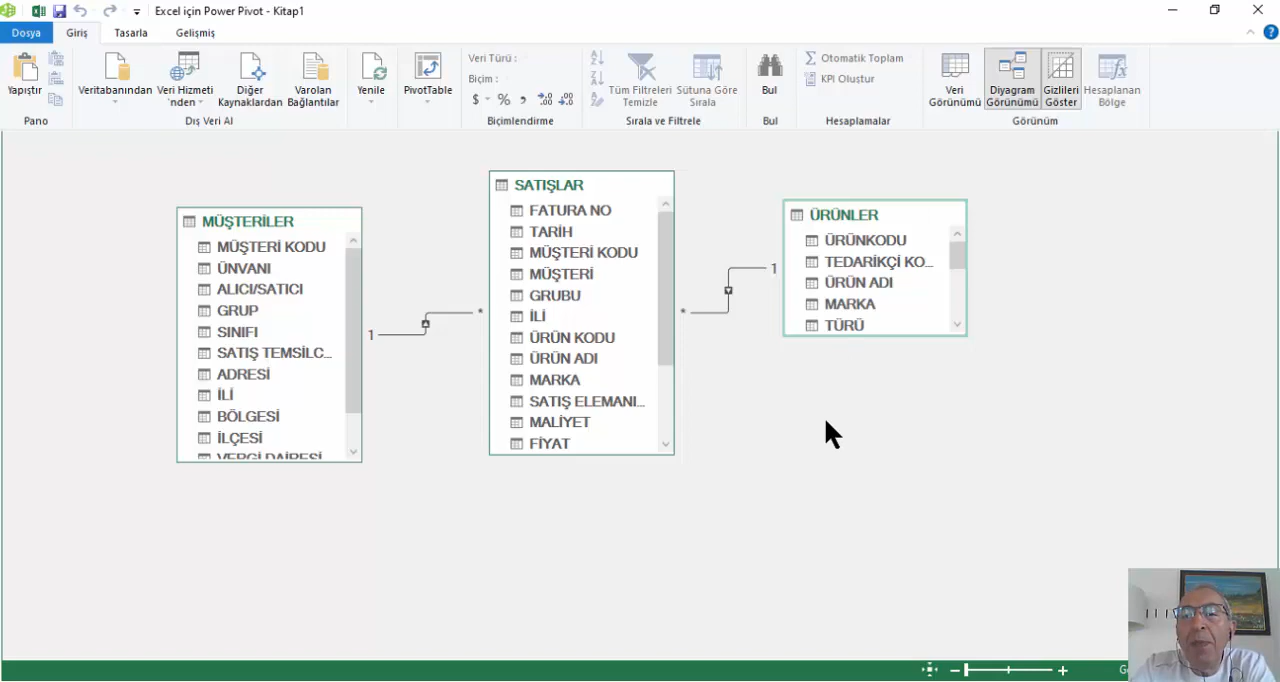 Excel için Power Pivot - Kitap1
Dosya Giriş Tasarla Gelişmiş
Yapıştır
Veritabanından
Veri Hizmeti 'nden
Diğer Kaynaklardan
Varolan Bağlantılar
Yenile
PivotTable
Veri Türü :
Biçim :
$ % ,
Tüm Filtreleri Temizle
Sütuna Göre Sırala
Bul
Otomatik Toplam
KPI Oluştur
Veri Görünümü
Diyagram Görünümü
Gizlileri Göster
Hesaplanan Bölge
Pano
Dış Veri Al
Biçimlendirme
Sırala ve Filtrele
Bul
Hesaplamalar
Görünüm
MÜŞTERİLER
MÜŞTERİ KODU
ÜNVANI
ALICI/SATICI
GRUP
SINIFI
SATIŞ TEMSİLC...
ADRESİ
İLİ
BÖLGESİ
İLÇESİ
VERGİ DAİRESİ
1
*
SATIŞLAR
FATURA NO
TARİH
MÜŞTERİ KODU
MÜŞTERİ
GRUBU
İLİ
ÜRÜN KODU
ÜRÜN ADI
MARKA
SATIŞ ELEMANI...
MALİYET
FİYAT
*
1
ÜRÜNLER
ÜRÜNKODU
TEDARİKÇİ KO...
ÜRÜN ADI
MARKA
TÜRÜ